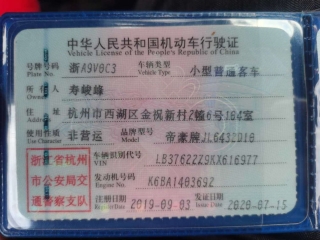 中华人民共和国机动车行驶证
Vehicle License of the People's Republic of China
号牌号码 浙A9V8C3 车辆类型 小型普通客车
Plate No. Vehicle Type
所有人 寿峻峰
Owner
住址 杭州市西湖区金祝新村2幢6号104室
Address
使用性质 非营运 品牌型号 帝豪牌JL6432D18
Use Character Model
浙江省杭州 车辆识别代号 LB37622Z9KX616977
VIN
市公安局交 发动机号码 K6BA140369Z
Engine No.
通警察支队 注册日期 2019-09-03 发证日期 2020-07-15
Register Date Issue Date